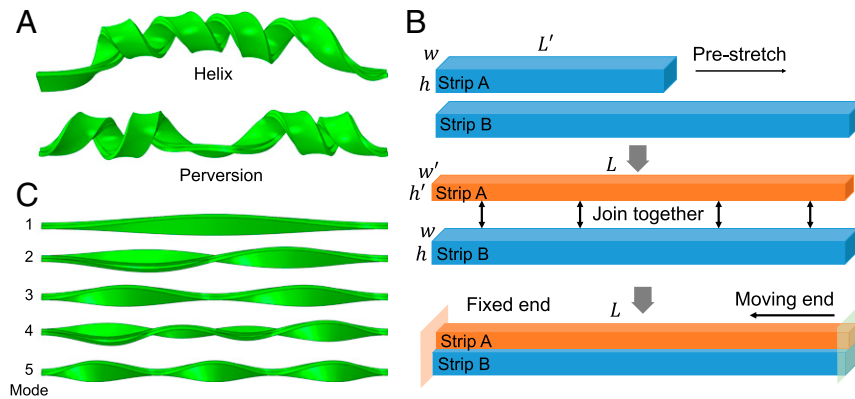 A
Helix
Perversion
C
1
2
3
4
5
Mode
B
w
L′
h
Strip A
Pre-stretch
Strip B
L
w′
h′
Strip A
Join together
w
h
Strip B
Fixed end
L
Moving end
Strip A
Strip B